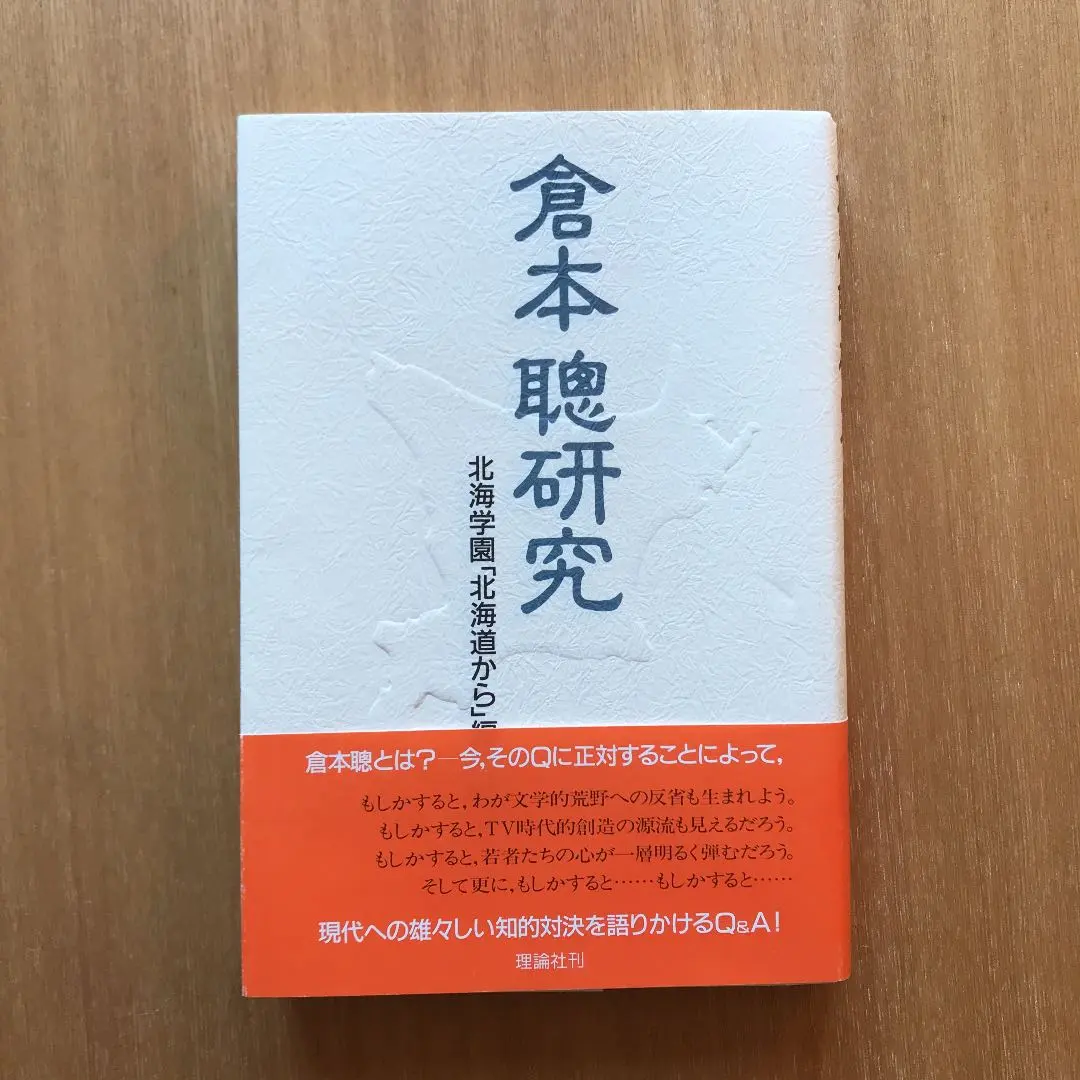 倉本聰研究
北海学園「北海道から」編
倉本聰とは?─今,そのQに正対することによって,
もしかすると,わが文学的荒野への反省も生まれよう。
もしかすると,TV時代的創造の源流も見えるだろう。
もしかすると,若者たちの心が一層明るく弾むだろう。
そして更に,もしかすると……もしかすると……
現代への雄々しい知的対決を語りかけるQ&A!
理論社刊